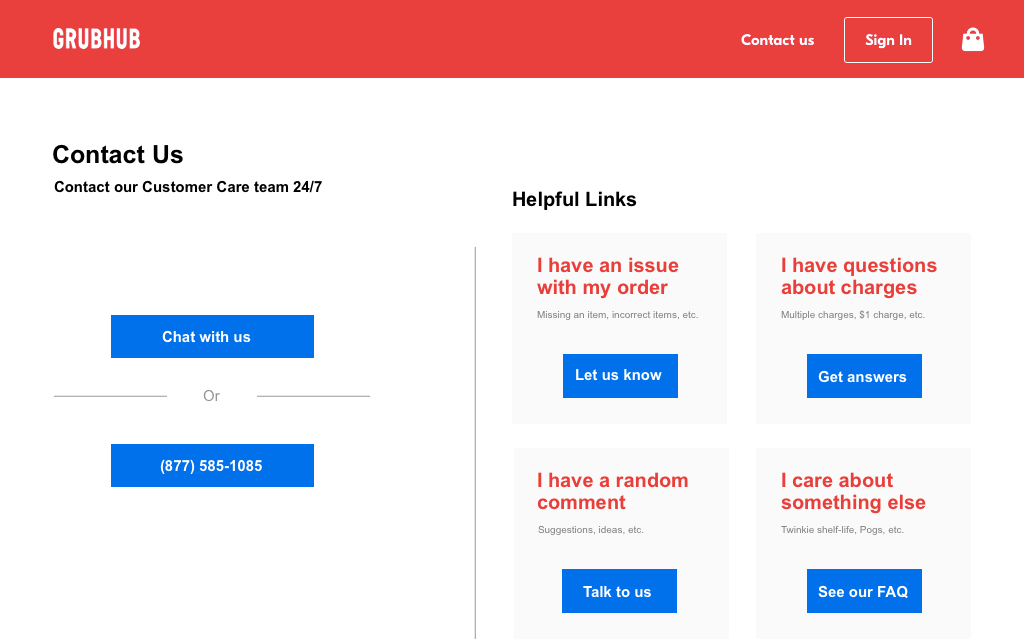 GRUBHUB
Contact us
Sign In
Contact Us
Contact our Customer Care team 24/7
Chat with us
Or
(877) 585-1085
Helpful Links
I have an issue
with my order
Missing an item, incorrect items, etc.
Let us know
I have questions
about charges
Multiple charges, $1 charge, etc.
Get answers
I have a random
comment
Suggestions, ideas, etc.
Talk to us
I care about
something else
Twinkie shelf-life, Pogs, etc.
See our FAQ